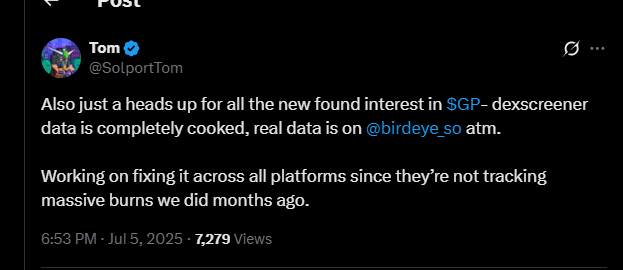 Post
Tom
@SolportTom
Also just a heads up for all the new found interest in $GP- dexscreener
data is completely cooked, real data is on @birdeye_so atm.
Working on fixing it across all platforms since they’re not tracking
massive burns we did months ago.
6:53 PM · Jul 5, 2025 · 7,279 Views